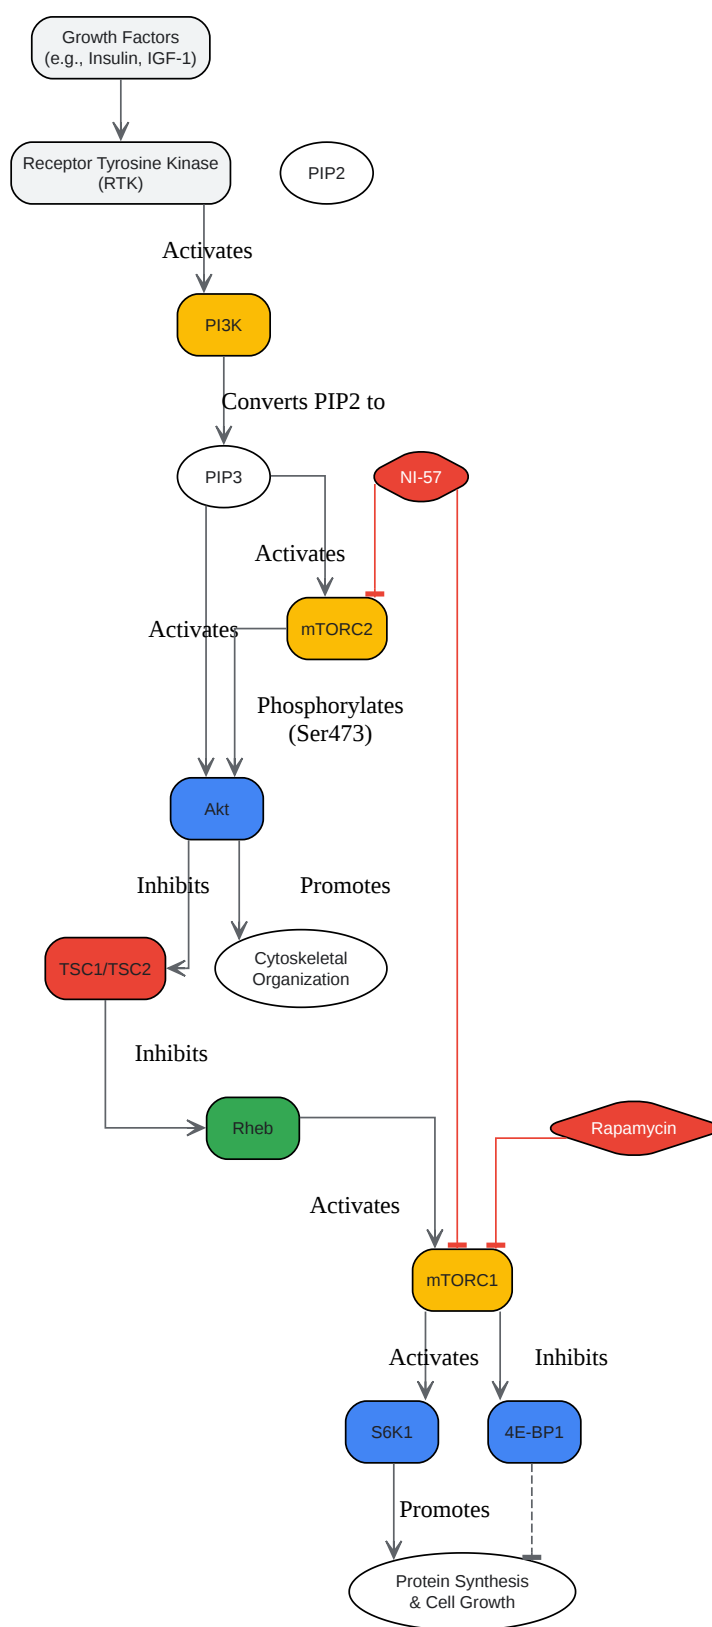 Growth Factors
(e.g., Insulin, IGF-1)
Receptor Tyrosine Kinase
(RTK)
PIP2
Activates
PI3K
Converts PIP2 to
PIP3
NI-57
Activates
Activates
mTORC2
Phosphorylates
(Ser473)
Akt
Inhibits
Promotes
TSC1/TSC2
Cytoskeletal
Organization
Inhibits
Rheb
Rapamycin
Activates
mTORC1
Activates
Inhibits
S6K1
4E-BP1
Promotes
Protein Synthesis
& Cell Growth